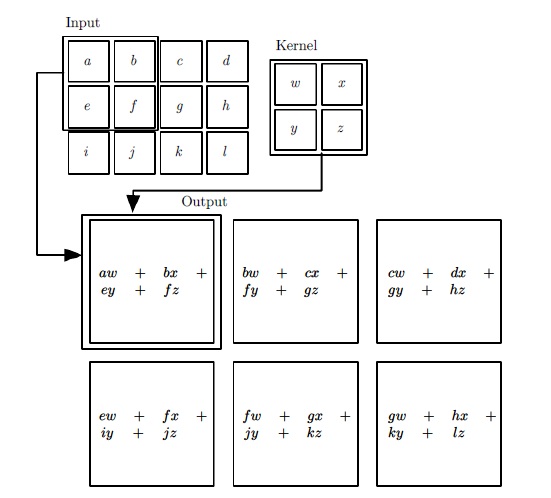 Input
Kernel
a b c d
w x
e f g h
y z
i j k l
Output
aw + bx +
ey + fz
bw + cx +
fy + gz
cw + dx +
gy + hz
ew + fx +
iy + jz
fw + gx +
jy + kz
gw + hx +
ky + lz